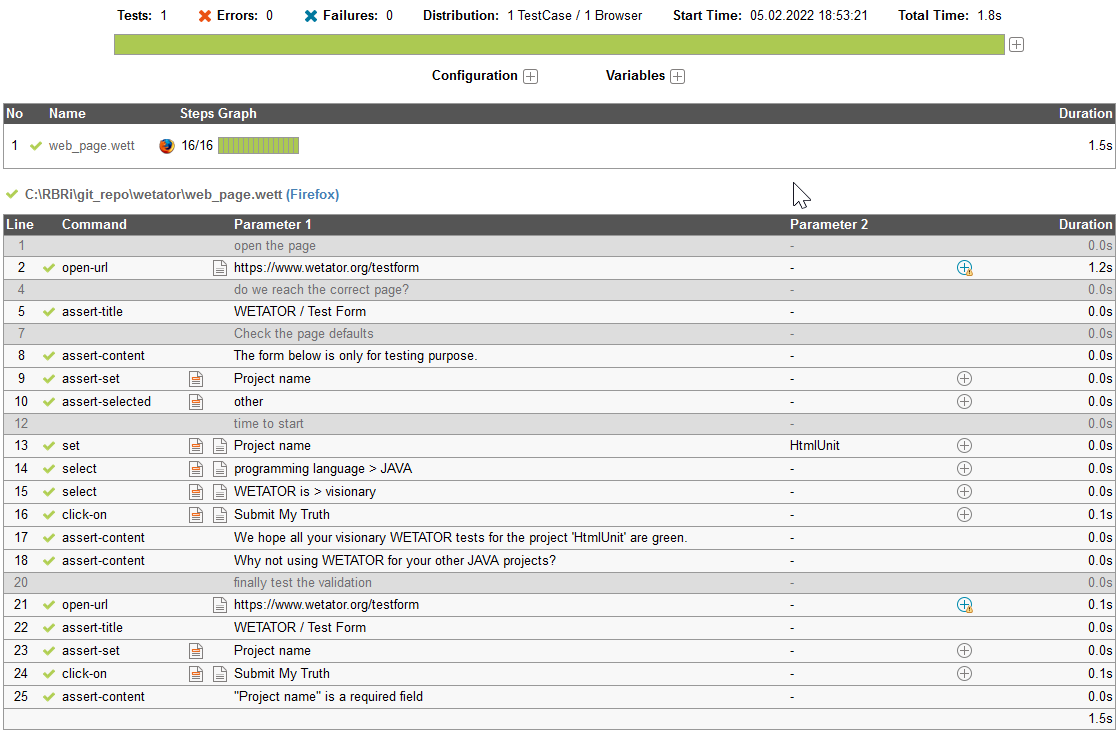 Tests: 1 Errors: 0 Failures: 0 Distribution: 1 TestCase / 1 Browser Start Time: 05.02.2022 18:53:21 Total Time: 1.8s
Configuration Variables
No Name Steps Graph Duration
1 web_page.wett 16/16 1.5s
C:\RBRi\git_repo\wetator\web_page.wett (Firefox)
Line Command Parameter 1 Parameter 2 Duration
1 open the page - 0.0s
2 open-url https://www.wetator.org/testform - 1.2s
4 do we reach the correct page? - 0.0s
5 assert-title WETATOR / Test Form - 0.0s
7 Check the page defaults - 0.0s
8 assert-content The form below is only for testing purpose. - 0.0s
9 assert-set Project name - 0.0s
10 assert-selected other - 0.0s
12 time to start - 0.0s
13 set Project name HtmlUnit 0.0s
14 select programming language > JAVA - 0.0s
15 select WETATOR is > visionary - 0.0s
16 click-on Submit My Truth - 0.1s
17 assert-content We hope all your visionary WETATOR tests for the project 'HtmlUnit' are green. - 0.0s
18 assert-content Why not using WETATOR for your other JAVA projects? - 0.0s
20 finally test the validation - 0.0s
21 open-url https://www.wetator.org/testform - 0.1s
22 assert-title WETATOR / Test Form - 0.0s
23 assert-set Project name - 0.0s
24 click-on Submit My Truth - 0.1s
25 assert-content "Project name" is a required field - 0.0s
1.5s